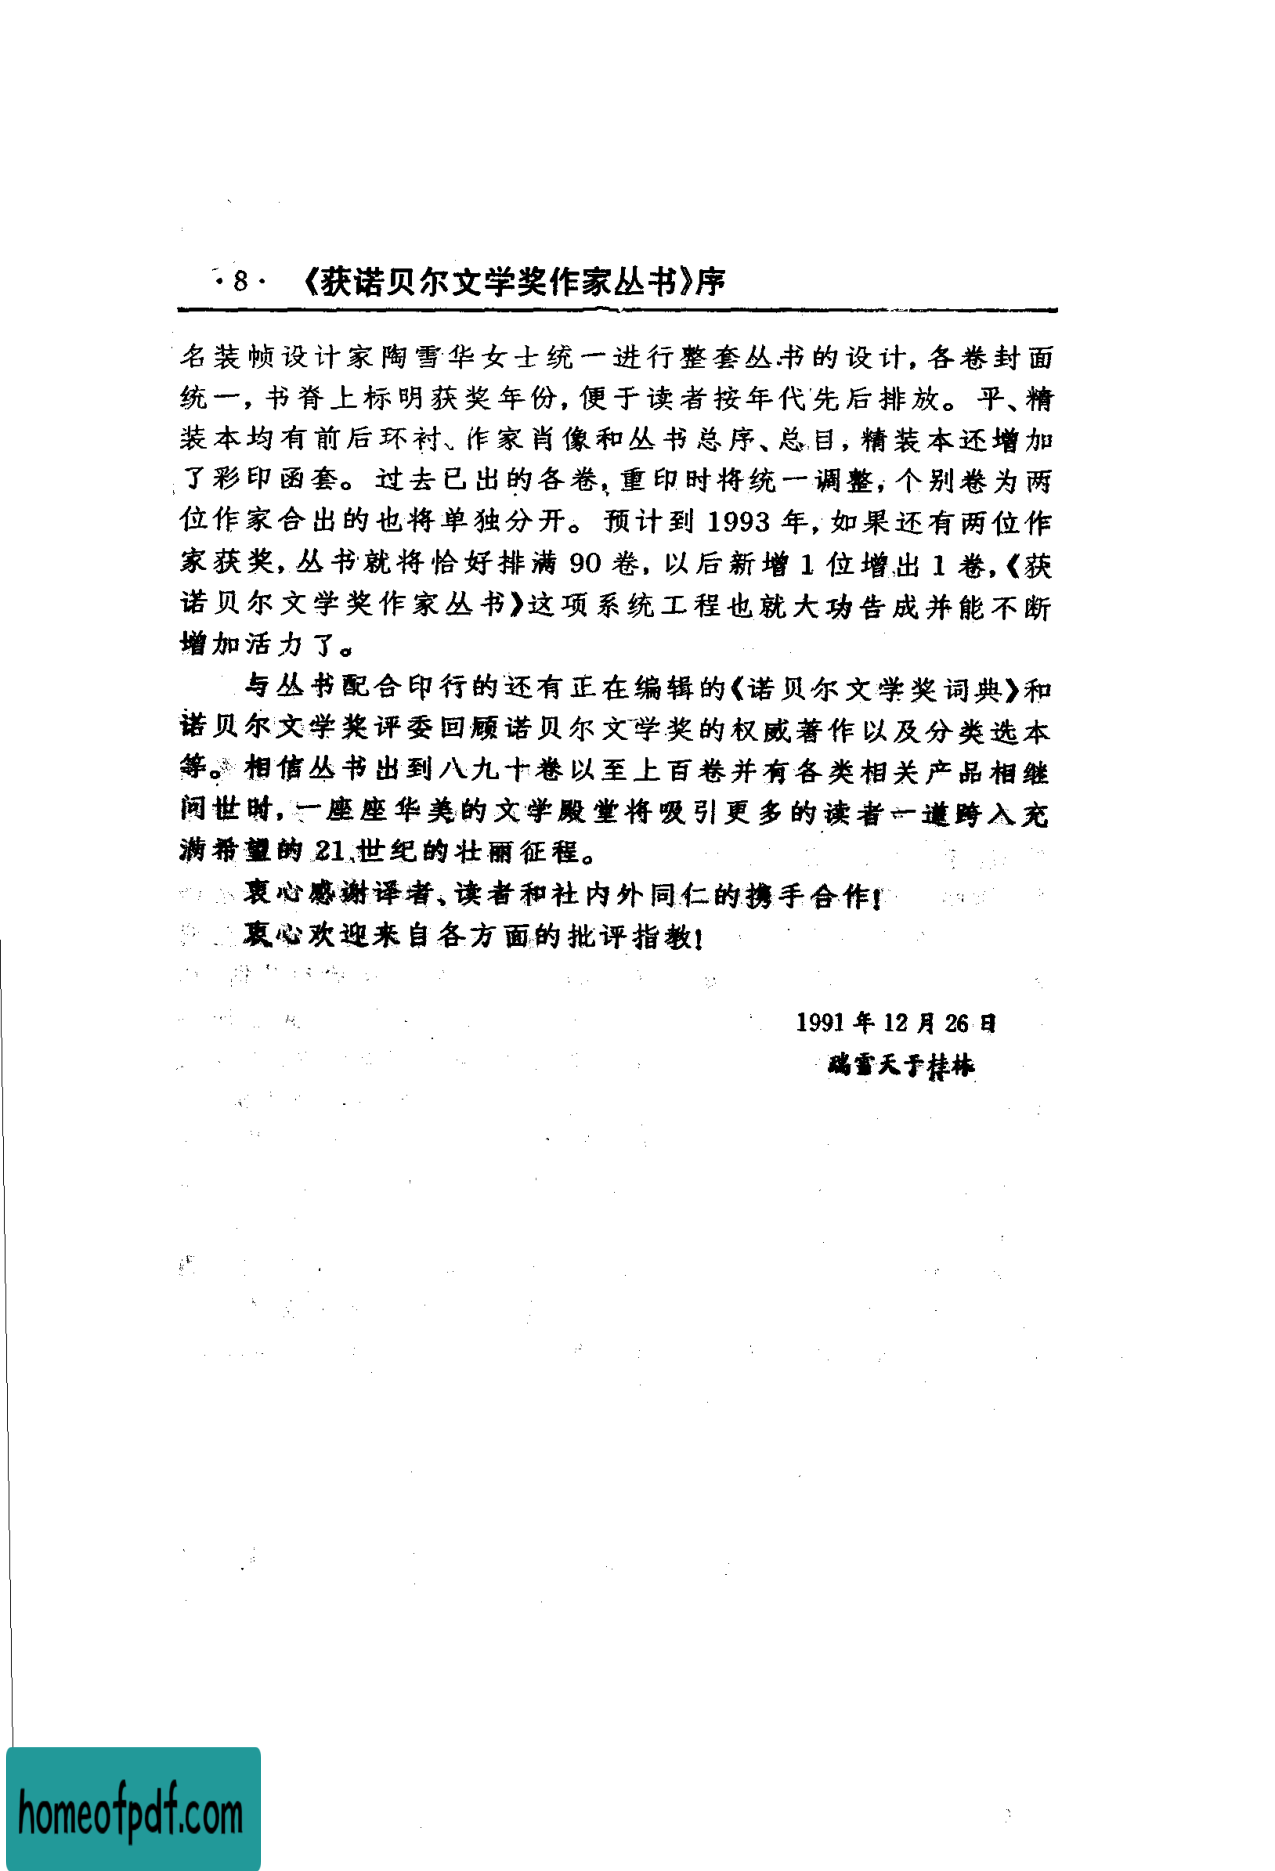 ·8· 《获诺贝尔文学奖作家丛书》序
名装帧设计家陶雪华女士统一进行整套丛书的设计,各卷封面
统一,书脊上标明获奖年份,便于读者按年代先后排放。平、精
装本均有前后环衬、作家肖像和丛书总序、总目,精装本还增加
了彩印函套。过去已出的各卷,重印时将统一调整,个别卷为两
位作家合出的也将单独分开。预计到1993年,如果还有两位作
家获奖,丛书就将恰好排满90卷,以后新增1位增出1卷,《获
诺贝尔文学奖作家丛书》这项系统工程也就大功告成并能不断
增加活力了。
与丛书配合印行的还有正在编辑的《诺贝尔文学奖词典》和
诺贝尔文学奖评委回顾诺贝尔文学奖的权威著作以及分类选本
等。相信丛书出到八九十卷以至上百卷并有各类相关产品相继
问世时,一座座华美的文学殿堂将吸引更多的读者一道跨入充
满希望的21世纪的壮丽征程。
衷心感谢译者、读者和社内外同仁的携手合作!
衷心欢迎来自各方面的批评指教!
1991年12月26日
瑞雪天于桂林
homeofpdf.com